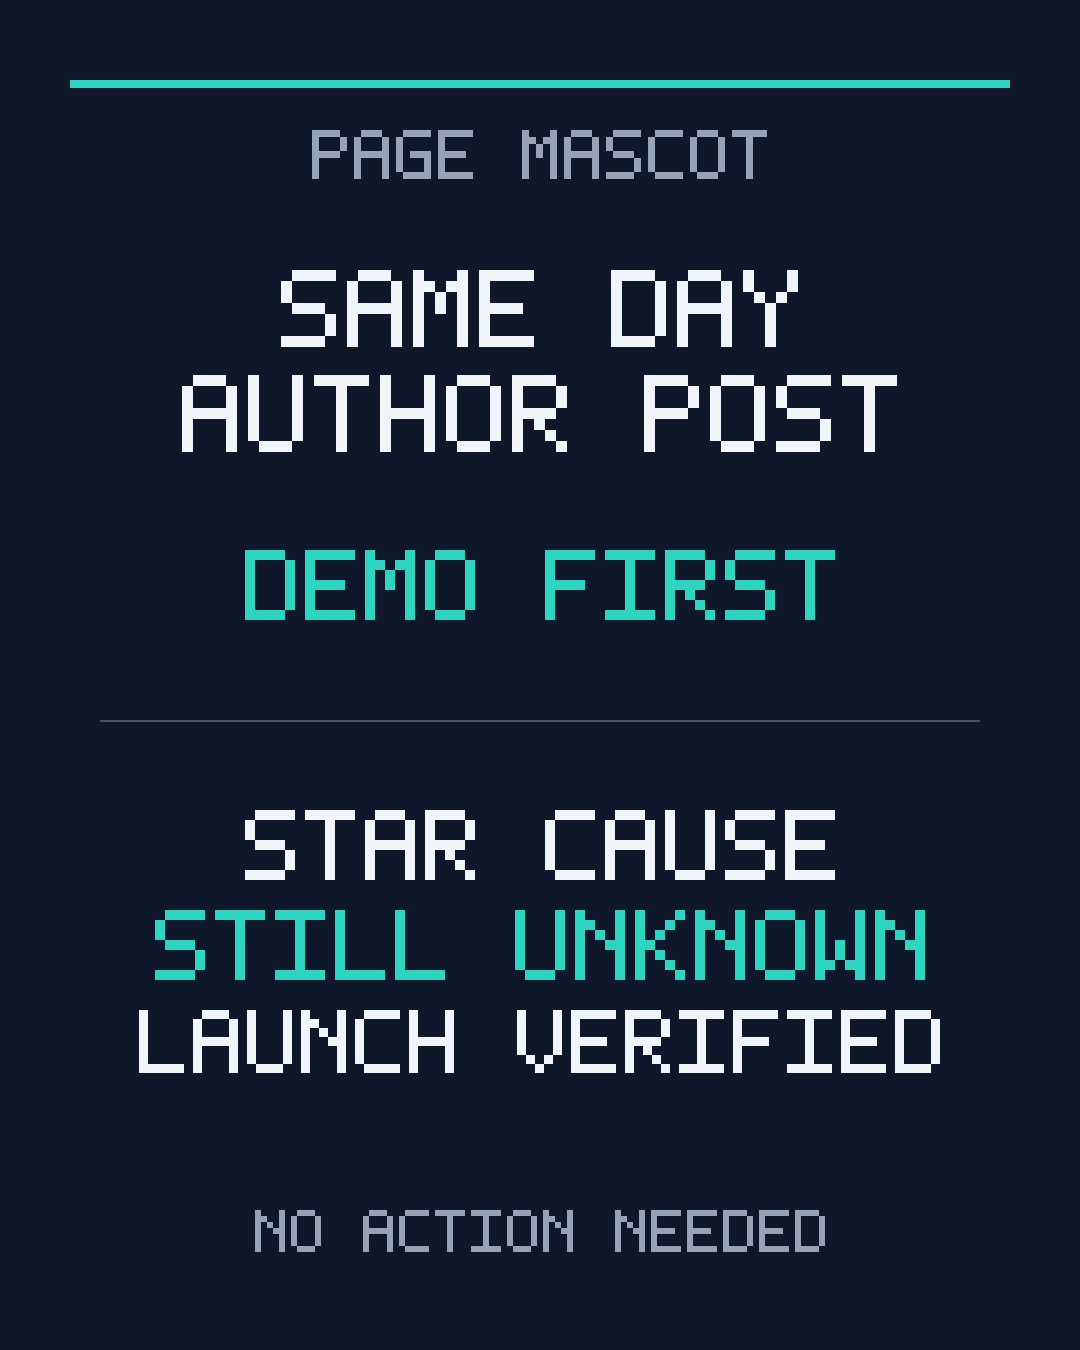 PAGE MASCOT
SAME DAY
AUTHOR POST
DEMO FIRST
STAR CAUSE
STILL UNKNOWN
LAUNCH VERIFIED
NO ACTION NEEDED